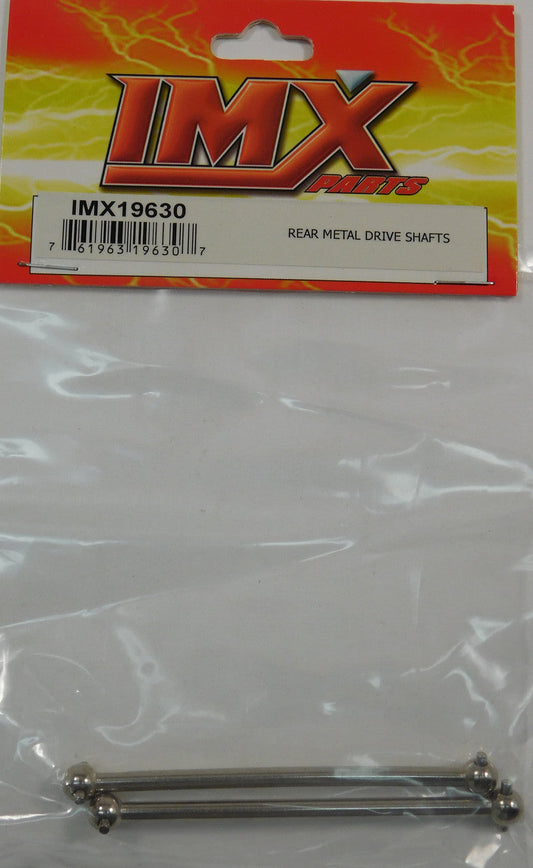 IMX
PARTS
IMX19630
7 61963 19630 7
REAR METAL DRIVE SHAFTS